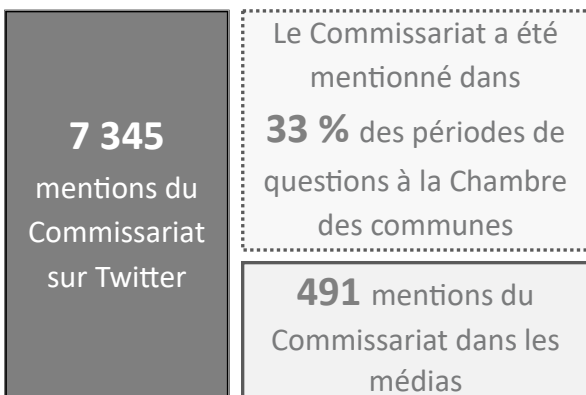 7 345
mentions du
Commissariat
sur Twitter
Le Commissariat a été
mentionné dans
33 % des périodes de
questions à la Chambre
des communes
491 mentions du
Commissariat dans les
médias